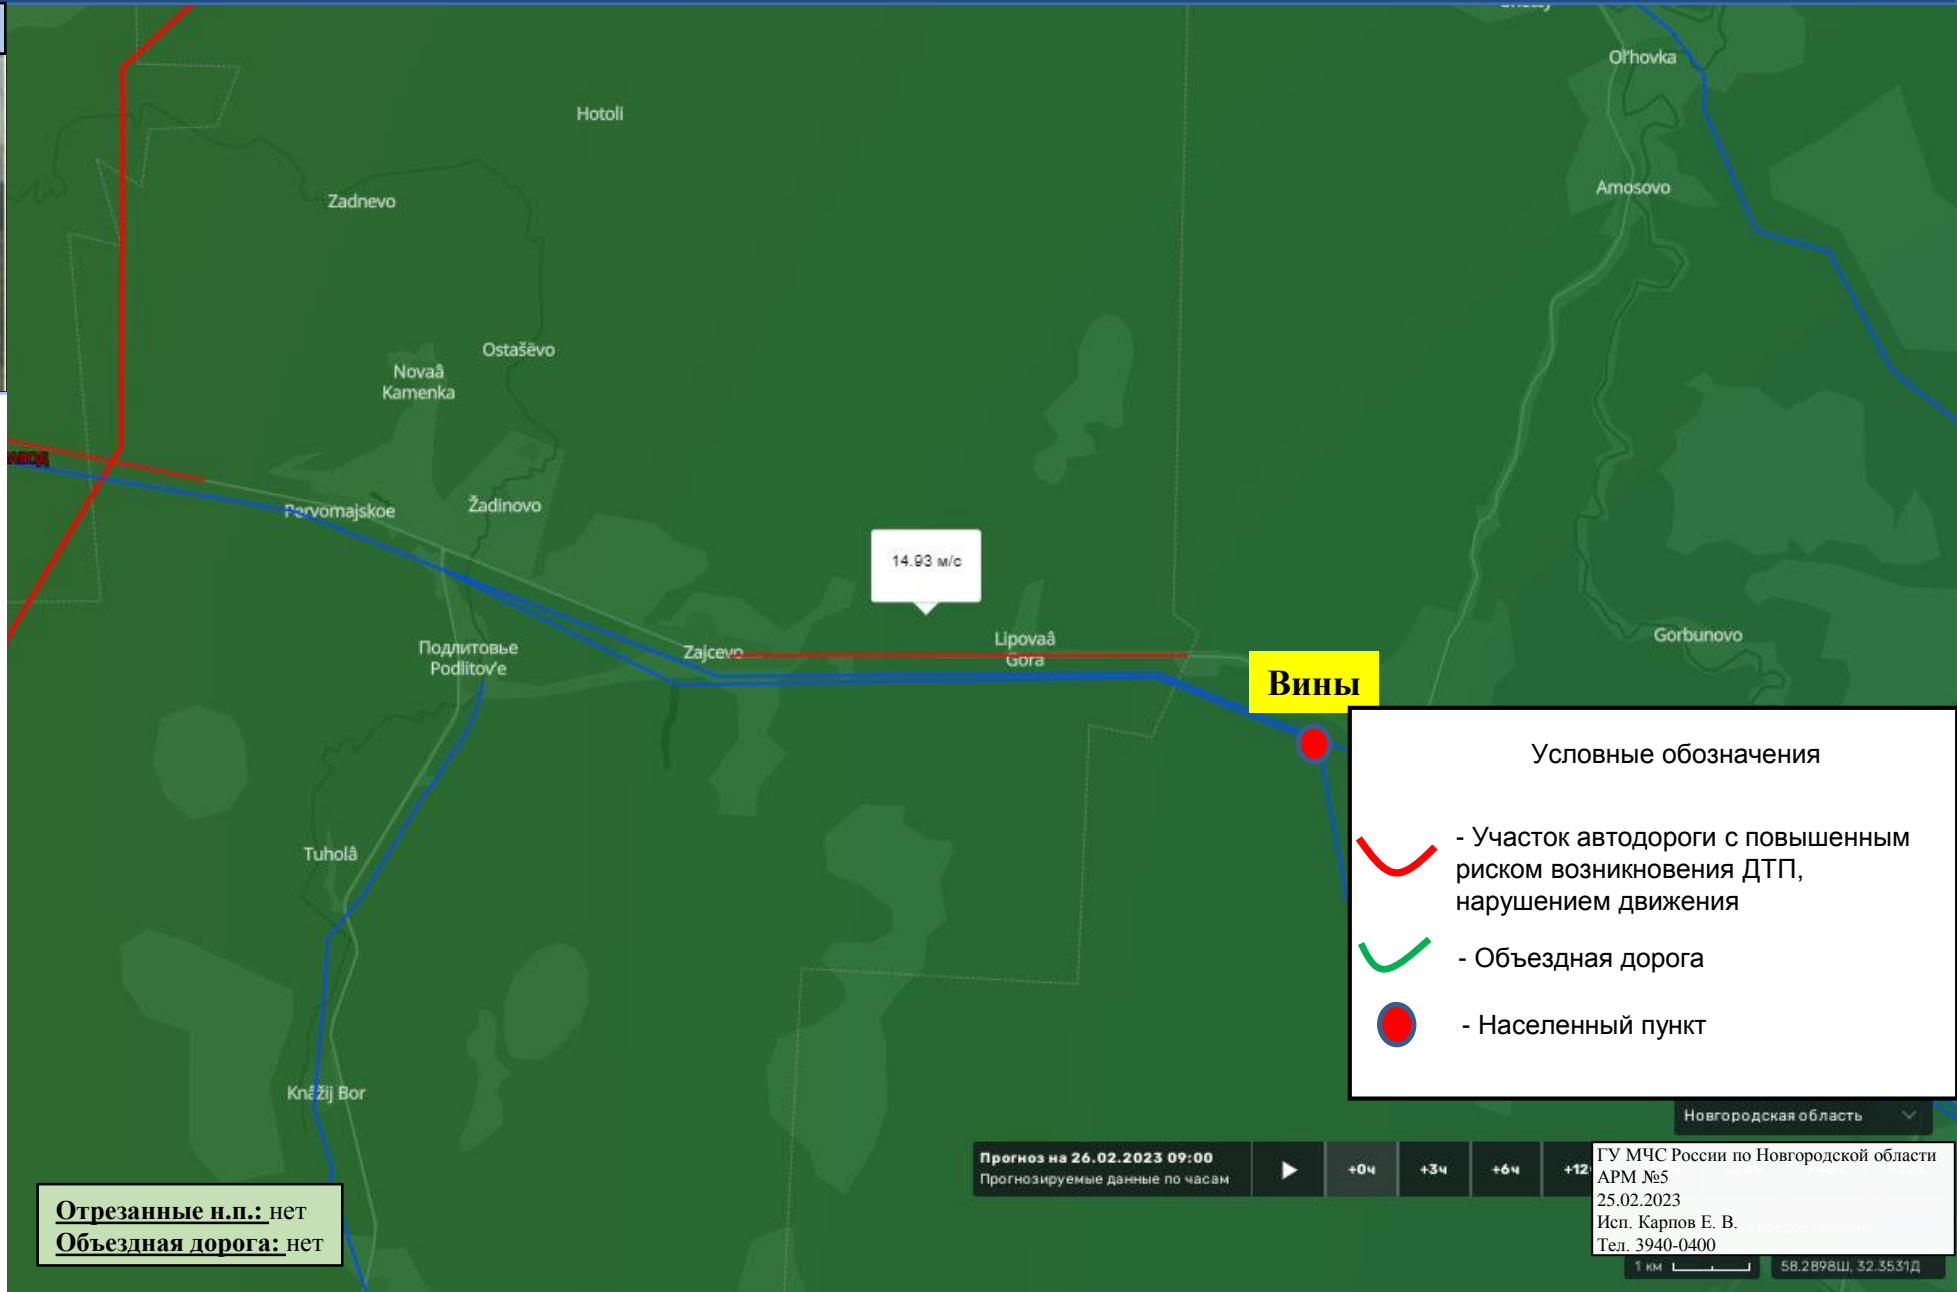 Ol'hovka
Hotoli
Amosovo
Zadnevo
Ostašëvo
Novaâ
Kamenka
Pervomajskoe
Žadinovo
14.93 м/с
Подлитовье
Podlitov'e
Zajcevo
Lipovaâ
Gora
Gorbunovo
Вины
Условные обозначения
- Участок автодороги с повышенным
риском возникновения ДТП,
нарушением движения
- Объездная дорога
- Населенный пункт
Tuholâ
Knâžij Bor
Новгородская область
Прогноз на 26.02.2023 09:00
Прогнозируемые данные по часам
+0ч
+3ч
+6ч
+12
ГУ МЧС России по Новгородской области
АРМ №5
25.02.2023
Исп. Карпов Е. В.
Тел. 3940-0400
Отрезанные н.п.: нет
Объездная дорога: нет
1 км
58.2898Ш, 32.3531Д